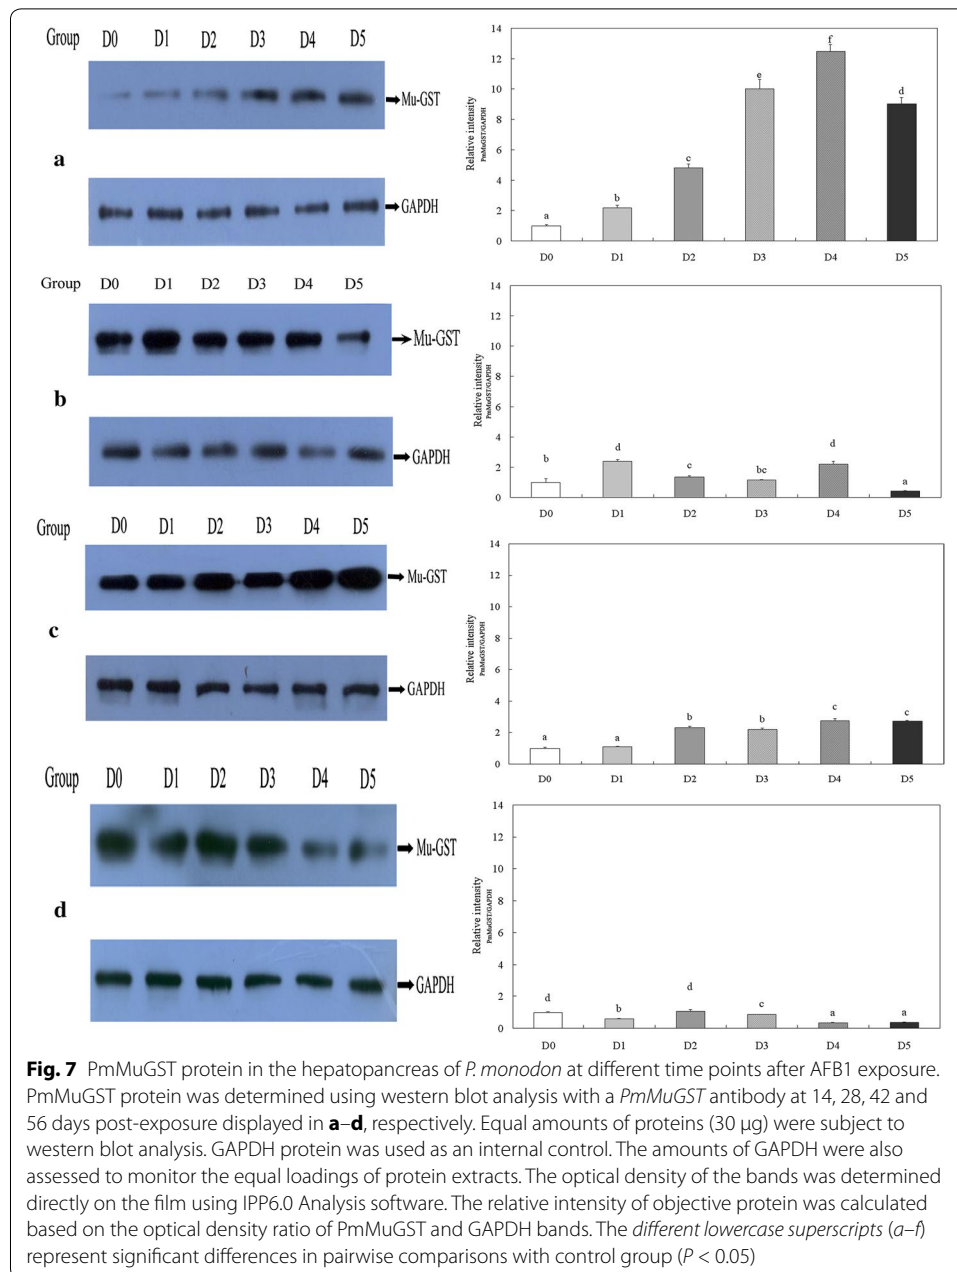 Group D0 D1 D2 D3 D4 D5
Mu-GST
a
GAPDH
14
12
10
8
6
4
2
0
Relative intensity
PmMuGST/GAPDH
a
b
c
e
f
d
D0 D1 D2 D3 D4 D5
Group D0 D1 D2 D3 D4 D5
Mu-GST
b
GAPDH
14
12
10
8
6
4
2
0
Relative intensity
PmMuGST/GAPDH
b
d
c
bc
d
a
D0 D1 D2 D3 D4 D5
Group D0 D1 D2 D3 D4 D5
Mu-GST
c
GAPDH
14
12
10
8
6
4
2
0
Relative intensity
PmMuGST/GAPDH
a
a
b
b
c
c
D0 D1 D2 D3 D4 D5
Group D0 D1 D2 D3 D4 D5
Mu-GST
d
GAPDH
14
12
10
8
6
4
2
0
Relative intensity
PmMuGST/GAPDH
d
b
d
c
a
a
D0 D1 D2 D3 D4 D5
Fig. 7 PmMuGST protein in the hepatopancreas of P. monodon at different time points after AFB1 exposure.
PmMuGST protein was determined using western blot analysis with a PmMuGST antibody at 14, 28, 42 and
56 days post-exposure displayed in a–d, respectively. Equal amounts of proteins (30 μg) were subject to
western blot analysis. GAPDH protein was used as an internal control. The amounts of GAPDH were also
assessed to monitor the equal loadings of protein extracts. The optical density of the bands was determined
directly on the film using IPP6.0 Analysis software. The relative intensity of objective protein was calculated
based on the optical density ratio of PmMuGST and GAPDH bands. The different lowercase superscripts (a–f)
represent significant differences in pairwise comparisons with control group (P < 0.05)